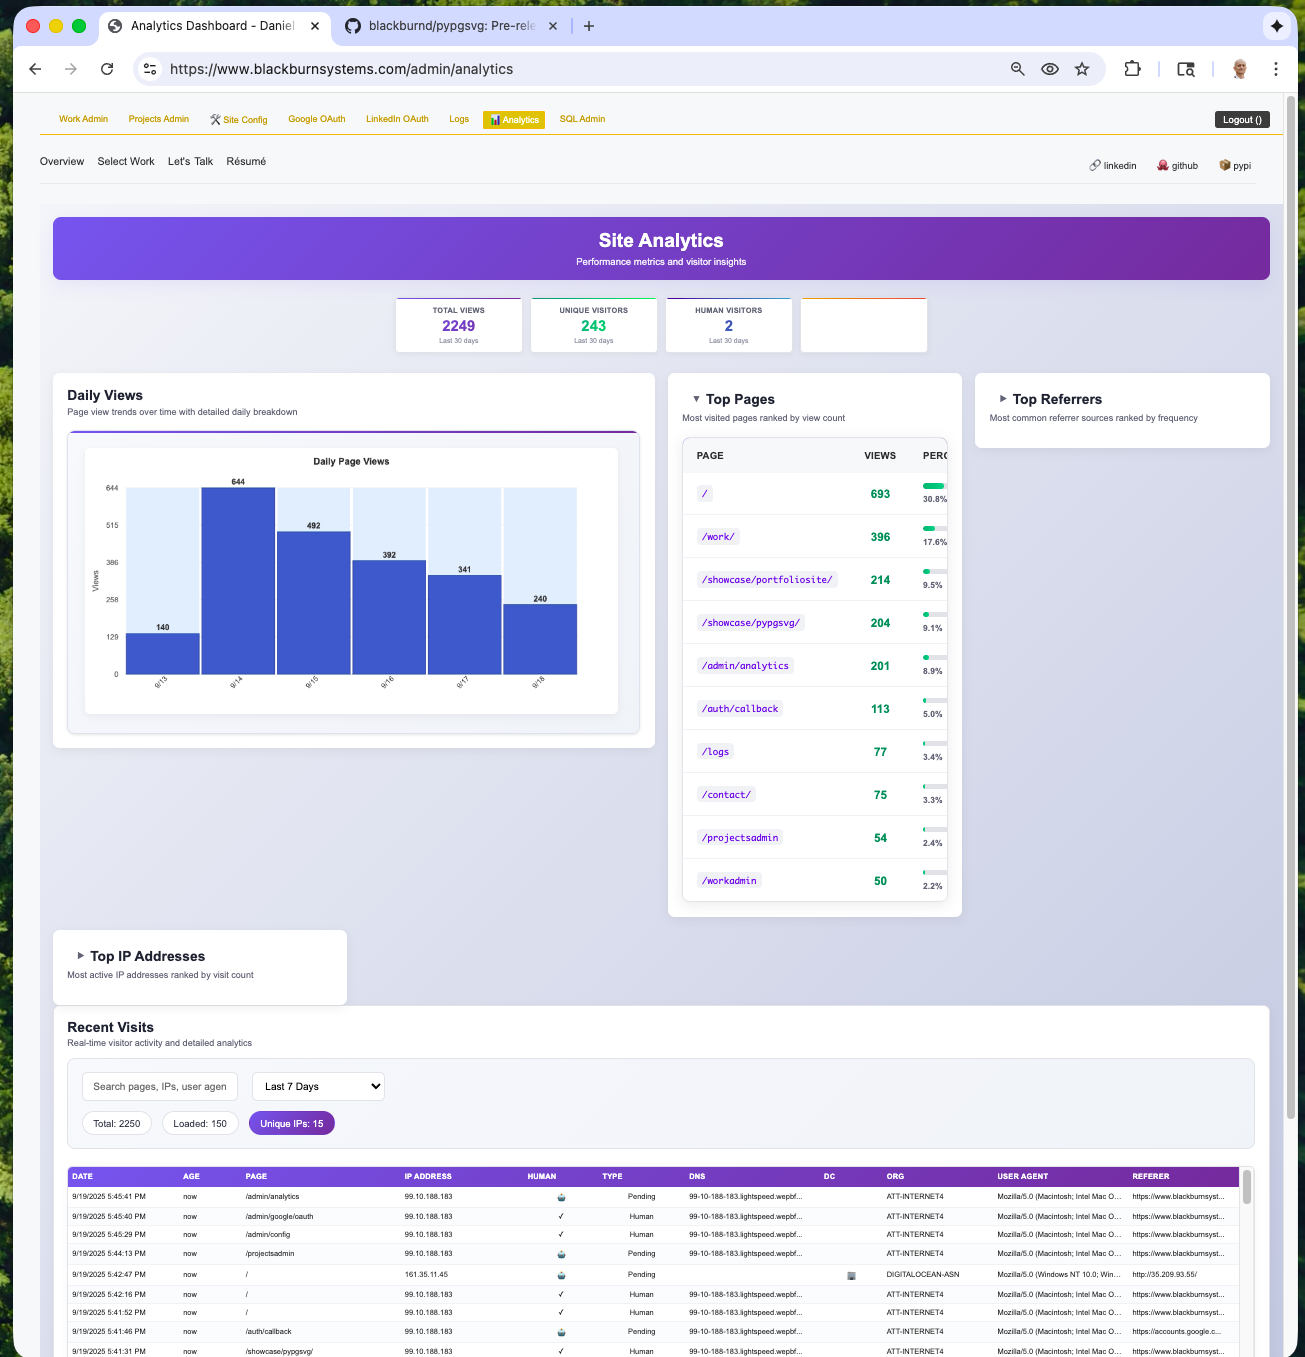 Analytics Dashboard - Daniel
blackburnd/pypgsvg: Pre-rele
https://www.blackburnsystems.com/admin/analytics
Work Admin Projects Admin 🛠️ Site Config Google OAuth LinkedIn OAuth Logs 📊 Analytics SQL Admin Logout ()
Overview Select Work Let's Talk Résumé
🔗 linkedin 🐙 github 📦 pypi
Site Analytics
Performance metrics and visitor insights
TOTAL VIEWS
2249
Last 30 days
UNIQUE VISITORS
243
Last 30 days
HUMAN VISITORS
2
Last 30 days
Daily Views
Page view trends over time with detailed daily breakdown
Daily Page Views
Views
644
515
386
258
129
0
140
644
492
392
341
240
9/13
9/14
9/15
9/16
9/17
9/18
▼ Top Pages
Most visited pages ranked by view count
PAGE VIEWS PERC
/ 693 30.8%
/work/ 396 17.6%
/showcase/portfoliosite/ 214 9.5%
/showcase/pypgsvg/ 204 9.1%
/admin/analytics 201 8.9%
/auth/callback 113 5.0%
/logs 77 3.4%
/contact/ 75 3.3%
/projectsadmin 54 2.4%
/workadmin 50 2.2%
▶ Top Referrers
Most common referrer sources ranked by frequency
▶ Top IP Addresses
Most active IP addresses ranked by visit count
Recent Visits
Real-time visitor activity and detailed analytics
Search pages, IPs, user agen
Last 7 Days
Total: 2250 Loaded: 150 Unique IPs: 15
DATE AGE PAGE IP ADDRESS HUMAN TYPE DNS DC ORG USER AGENT REFERER
9/19/2025 5:45:41 PM now /admin/analytics 99.10.188.183 🤖 Pending 99-10-188-183.lightspeed.wepbf... ATT-INTERNET4 Mozilla/5.0 (Macintosh; Intel Mac O... https://www.blackburnsyst...
9/19/2025 5:45:40 PM now /admin/google/oauth 99.10.188.183 ✓ Human 99-10-188-183.lightspeed.wepbf... ATT-INTERNET4 Mozilla/5.0 (Macintosh; Intel Mac O... https://www.blackburnsyst...
9/19/2025 5:45:29 PM now /admin/config 99.10.188.183 ✓ Human 99-10-188-183.lightspeed.wepbf... ATT-INTERNET4 Mozilla/5.0 (Macintosh; Intel Mac O... https://www.blackburnsyst...
9/19/2025 5:44:13 PM now /projectsadmin 99.10.188.183 🤖 Pending 99-10-188-183.lightspeed.wepbf... ATT-INTERNET4 Mozilla/5.0 (Macintosh; Intel Mac O... https://www.blackburnsyst...
9/19/2025 5:42:47 PM now / 161.35.11.45 🤖 Pending 🏢 DIGITALOCEAN-ASN Mozilla/5.0 (Windows NT 10.0; Win... http://35.209.93.55/
9/19/2025 5:42:16 PM now / 99.10.188.183 ✓ Human 99-10-188-183.lightspeed.wepbf... ATT-INTERNET4 Mozilla/5.0 (Macintosh; Intel Mac O... https://www.blackburnsyst...
9/19/2025 5:41:52 PM now / 99.10.188.183 ✓ Human 99-10-188-183.lightspeed.wepbf... ATT-INTERNET4 Mozilla/5.0 (Macintosh; Intel Mac O... https://www.blackburnsyst...
9/19/2025 5:41:46 PM now /auth/callback 99.10.188.183 🤖 Pending 99-10-188-183.lightspeed.wepbf... ATT-INTERNET4 Mozilla/5.0 (Macintosh; Intel Mac O... https://accounts.google.c...
9/19/2025 5:41:31 PM now /showcase/pypgsvg/ 99.10.188.183 ✓ Human 99-10-188-183.lightspeed.wepbf... ATT-INTERNET4 Mozilla/5.0 (Macintosh; Intel Mac O... https://www.blackburnsyst...